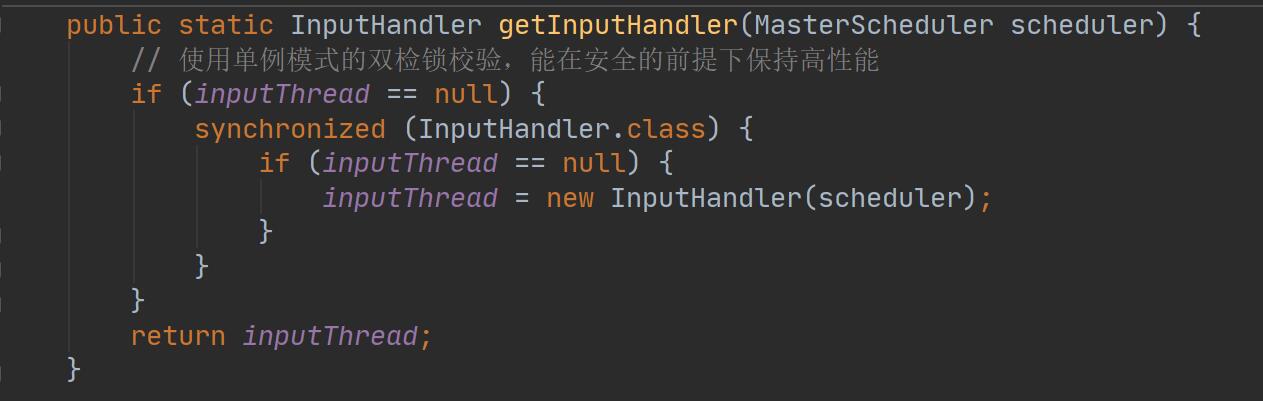 public static InputHandler getInputHandler(MasterScheduler scheduler) {
// 使用单例模式的双检锁校验，能在安全的前提下保持高性能
if (inputThread == null) {
synchronized (InputHandler.class) {
if (inputThread == null) {
inputThread = new InputHandler(scheduler);
}
}
}
return inputThread;
}